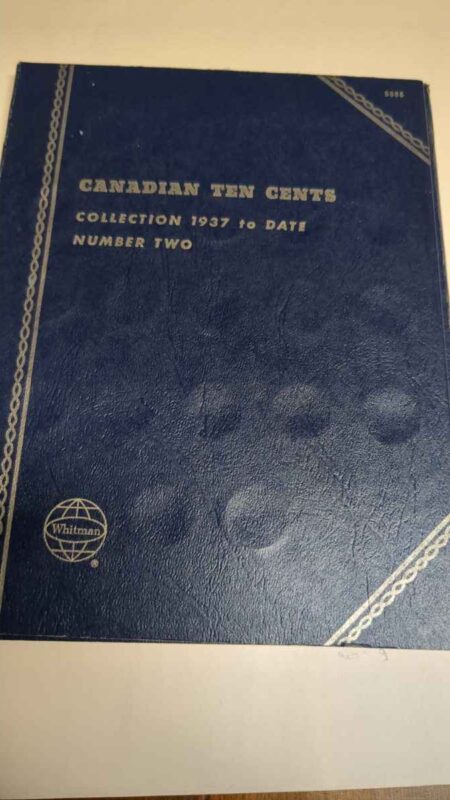 CANADIAN TEN CENTS
COLLECTION 1937 to DATE
NUMBER TWO
Whitman
®